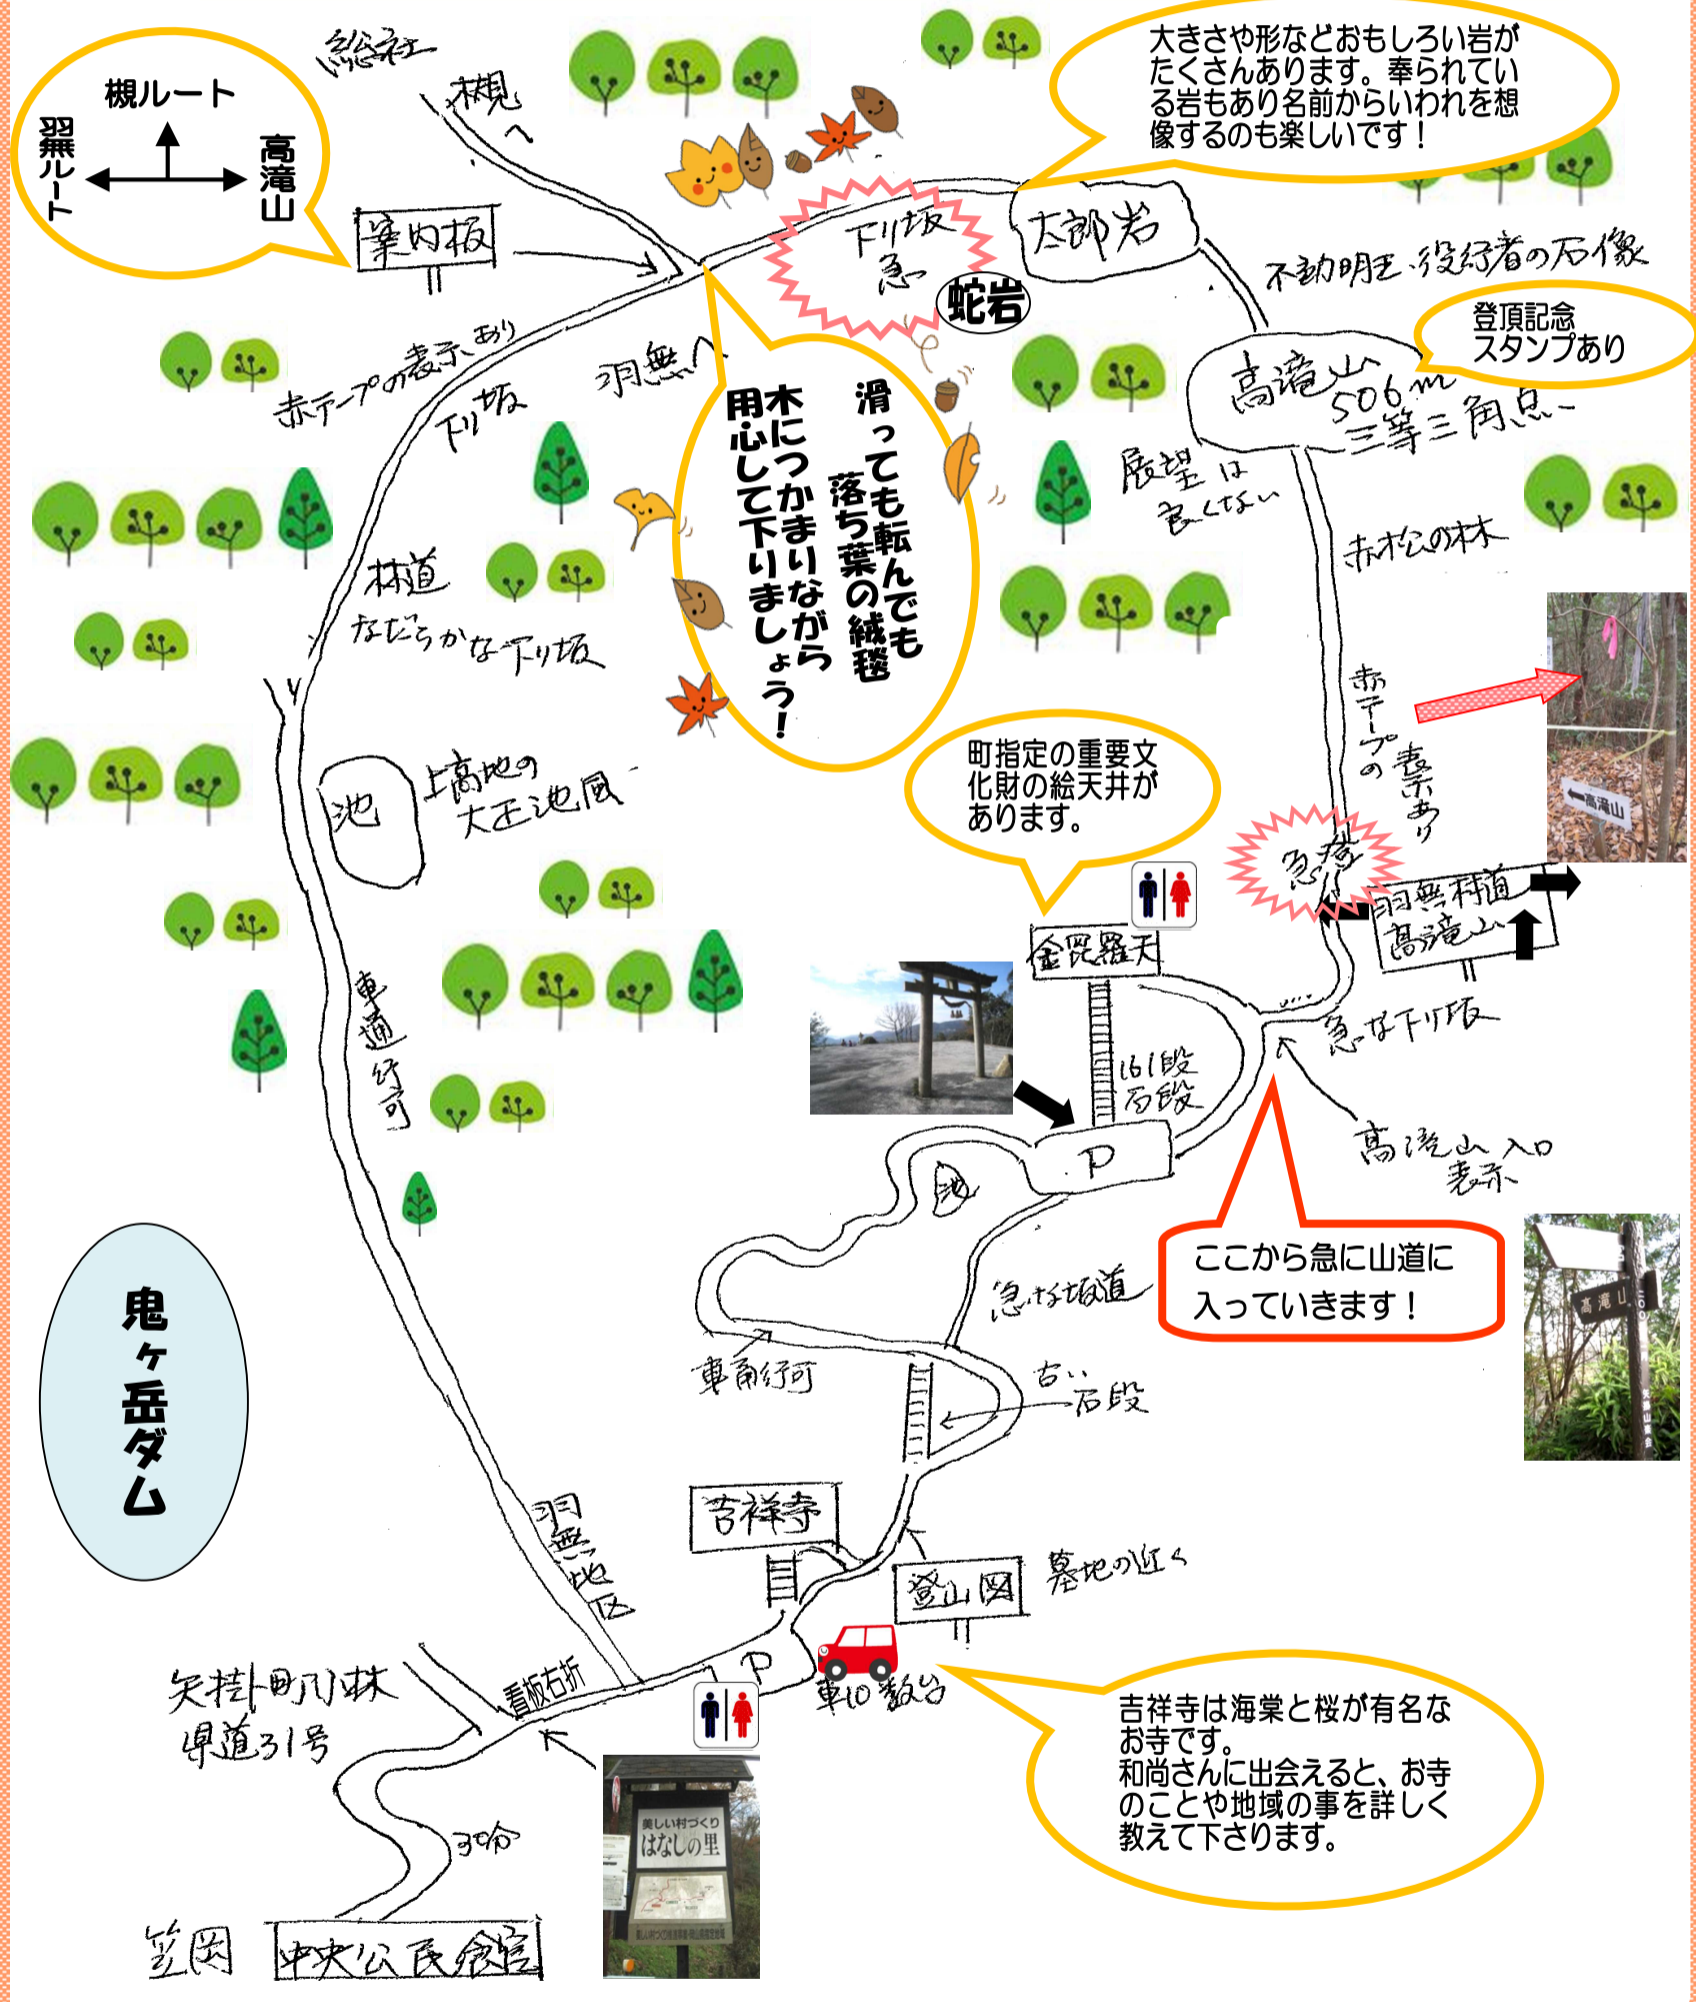 総社
槻へ
槻ルート
羽無ルート
高滝山
案内板
大きさや形などおもしろい岩が
たくさんあります。奉られてい
る岩もあり名前からいわれを想
像するのも楽しいです！
下り坂
急
蛇岩
太郎岩
不動明王、役行者の石像
登頂記念
スタンプあり
高滝山
506m
三等三角点
展望は
良くない
赤松の林
赤テープの表示あり
下り坂
羽無へ
滑っても転んでも
落ち葉の絨毯
木につかまりながら
用心して下りましょう！
林道
なだらかな下り坂
池
上高地の
大正池風
赤テープの
表示あり
←高滝山
急登
羽無林道
高滝山
町指定の重要文
化財の絵天井が
あります。
金毘羅天
161段
石段
急な下り坂
高滝山入口
表示
ここから急に山道に
入っていきます！
高滝山
車通行可
P
池
急な坂道
車両行可
古い
石段
鬼ヶ岳ダム
吉祥寺
登山図
墓地の近く
羽無地区
P
車10数台
看板右折
矢掛町小林
県道31号
吉祥寺は海棠と桜が有名な
お寺です。
和尚さんに出会えると、お寺
のことや地域の事を詳しく
教えて下さります。
美しい村づくり
はなしの里
30分
笠岡
中央公民館